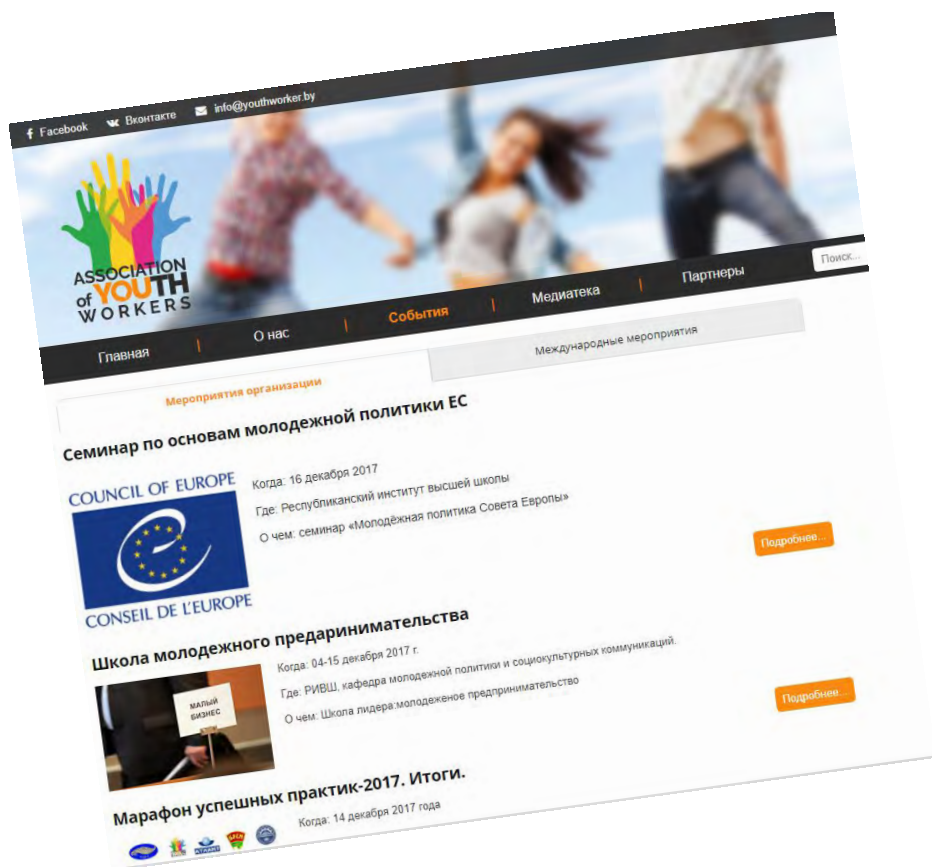 Facebook
Вконтакте
info@youthworker.by
ASSOCIATION
of YOUTH
WORKERS
Главная
О нас
События
Медиатека
Партнеры
Поиск...
Мероприятия организации
Международные мероприятия
Семинар по основам молодежной политики ЕС
COUNCIL OF EUROPE
CONSEIL DE L'EUROPE
Когда: 16 декабря 2017
Где: Республиканский институт высшей школы
О чем: семинар «Молодёжная политика Совета Европы»
Подробнее...
Школа молодежного предаринимательства
МАЛЫЙ
БИЗНЕС
Когда: 04-15 декабря 2017 г.
Где: РИВШ, кафедра молодежной политики и социокультурных коммуникаций.
О чем: Школа лидера:молодеженое предпринимательство
Подробнее...
Марафон успешных практик-2017. Итоги.
Когда: 14 декабря 2017 года